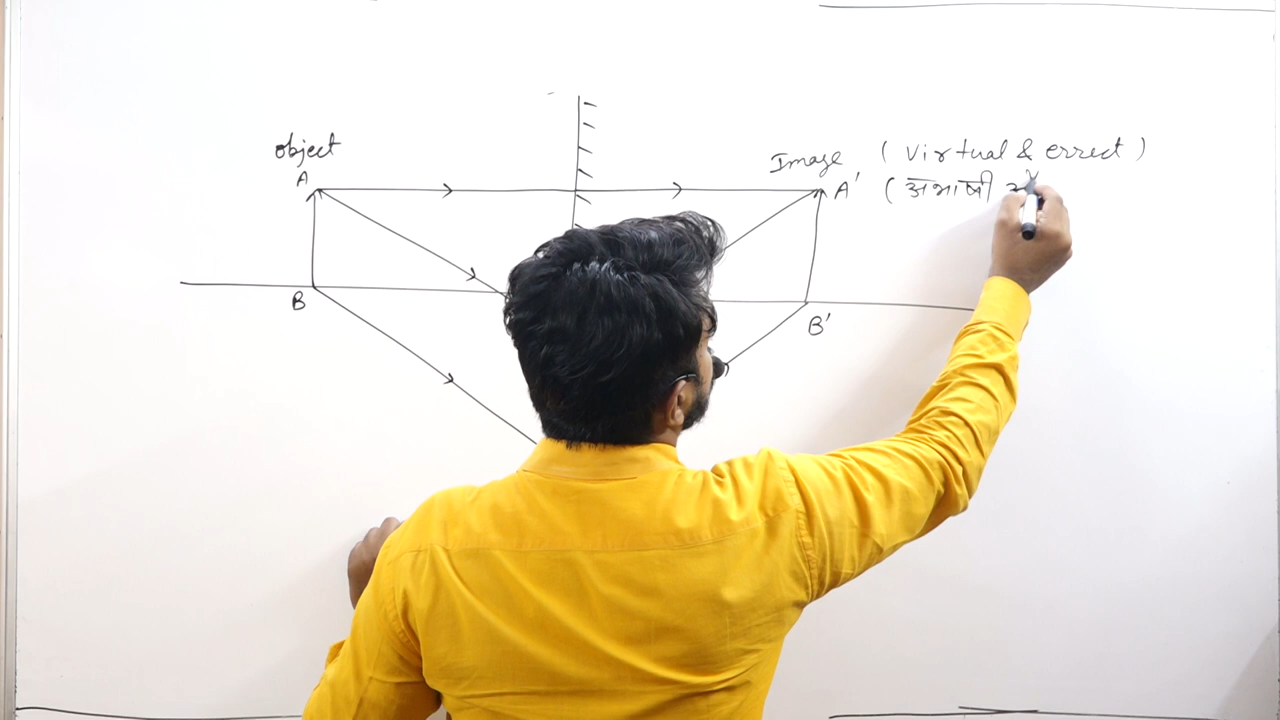 object
Image ( virtual & errect )
A
A' ( अभाषी
B
B'